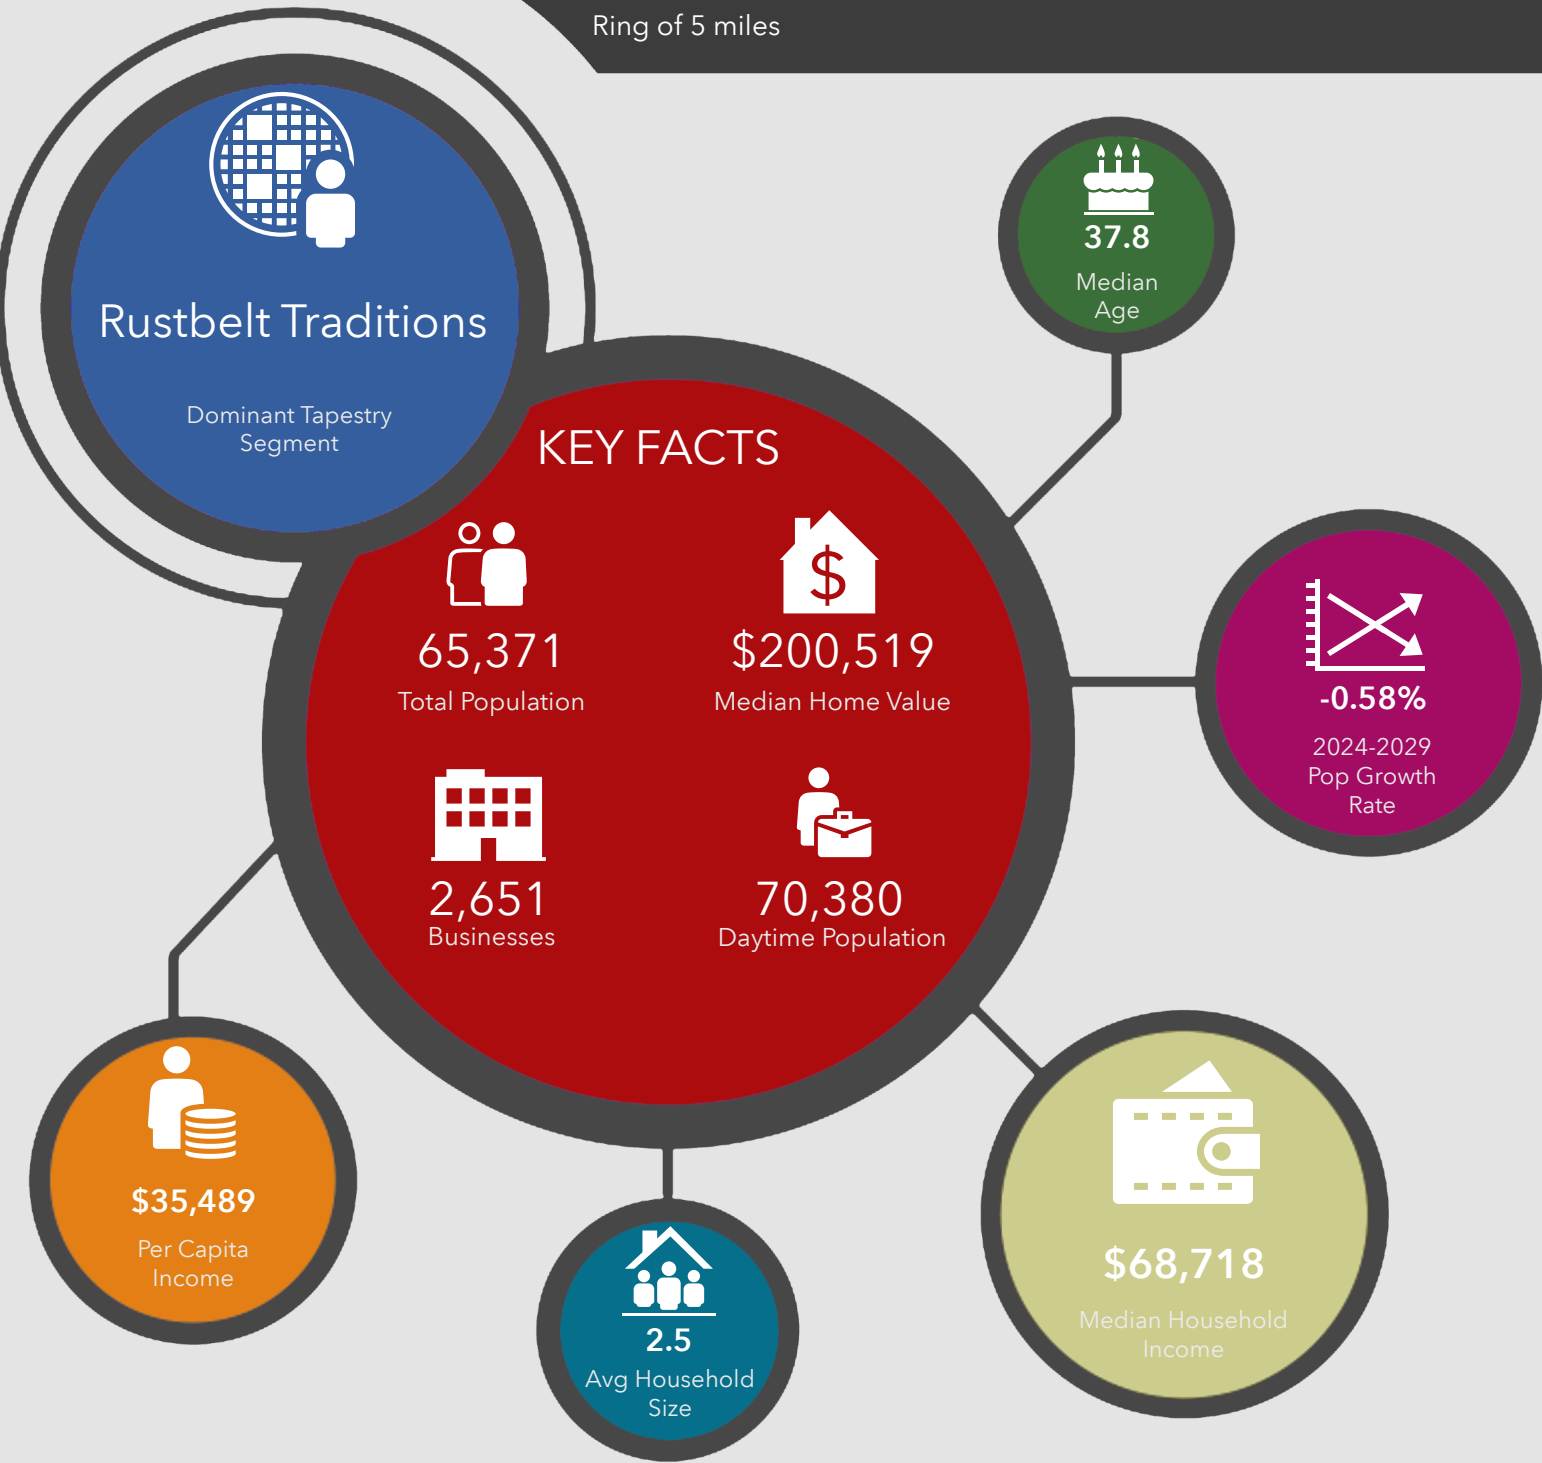 Ring of 5 miles
Rustbelt Traditions
Dominant Tapestry
Segment
37.8
Median
Age
KEY FACTS
65,371
Total Population
$200,519
Median Home Value
2,651
Businesses
70,380
Daytime Population
-0.58%
2024-2029
Pop Growth
Rate
$35,489
Per Capita
Income
2.5
Avg Household
Size
$68,718
Median Household
Income